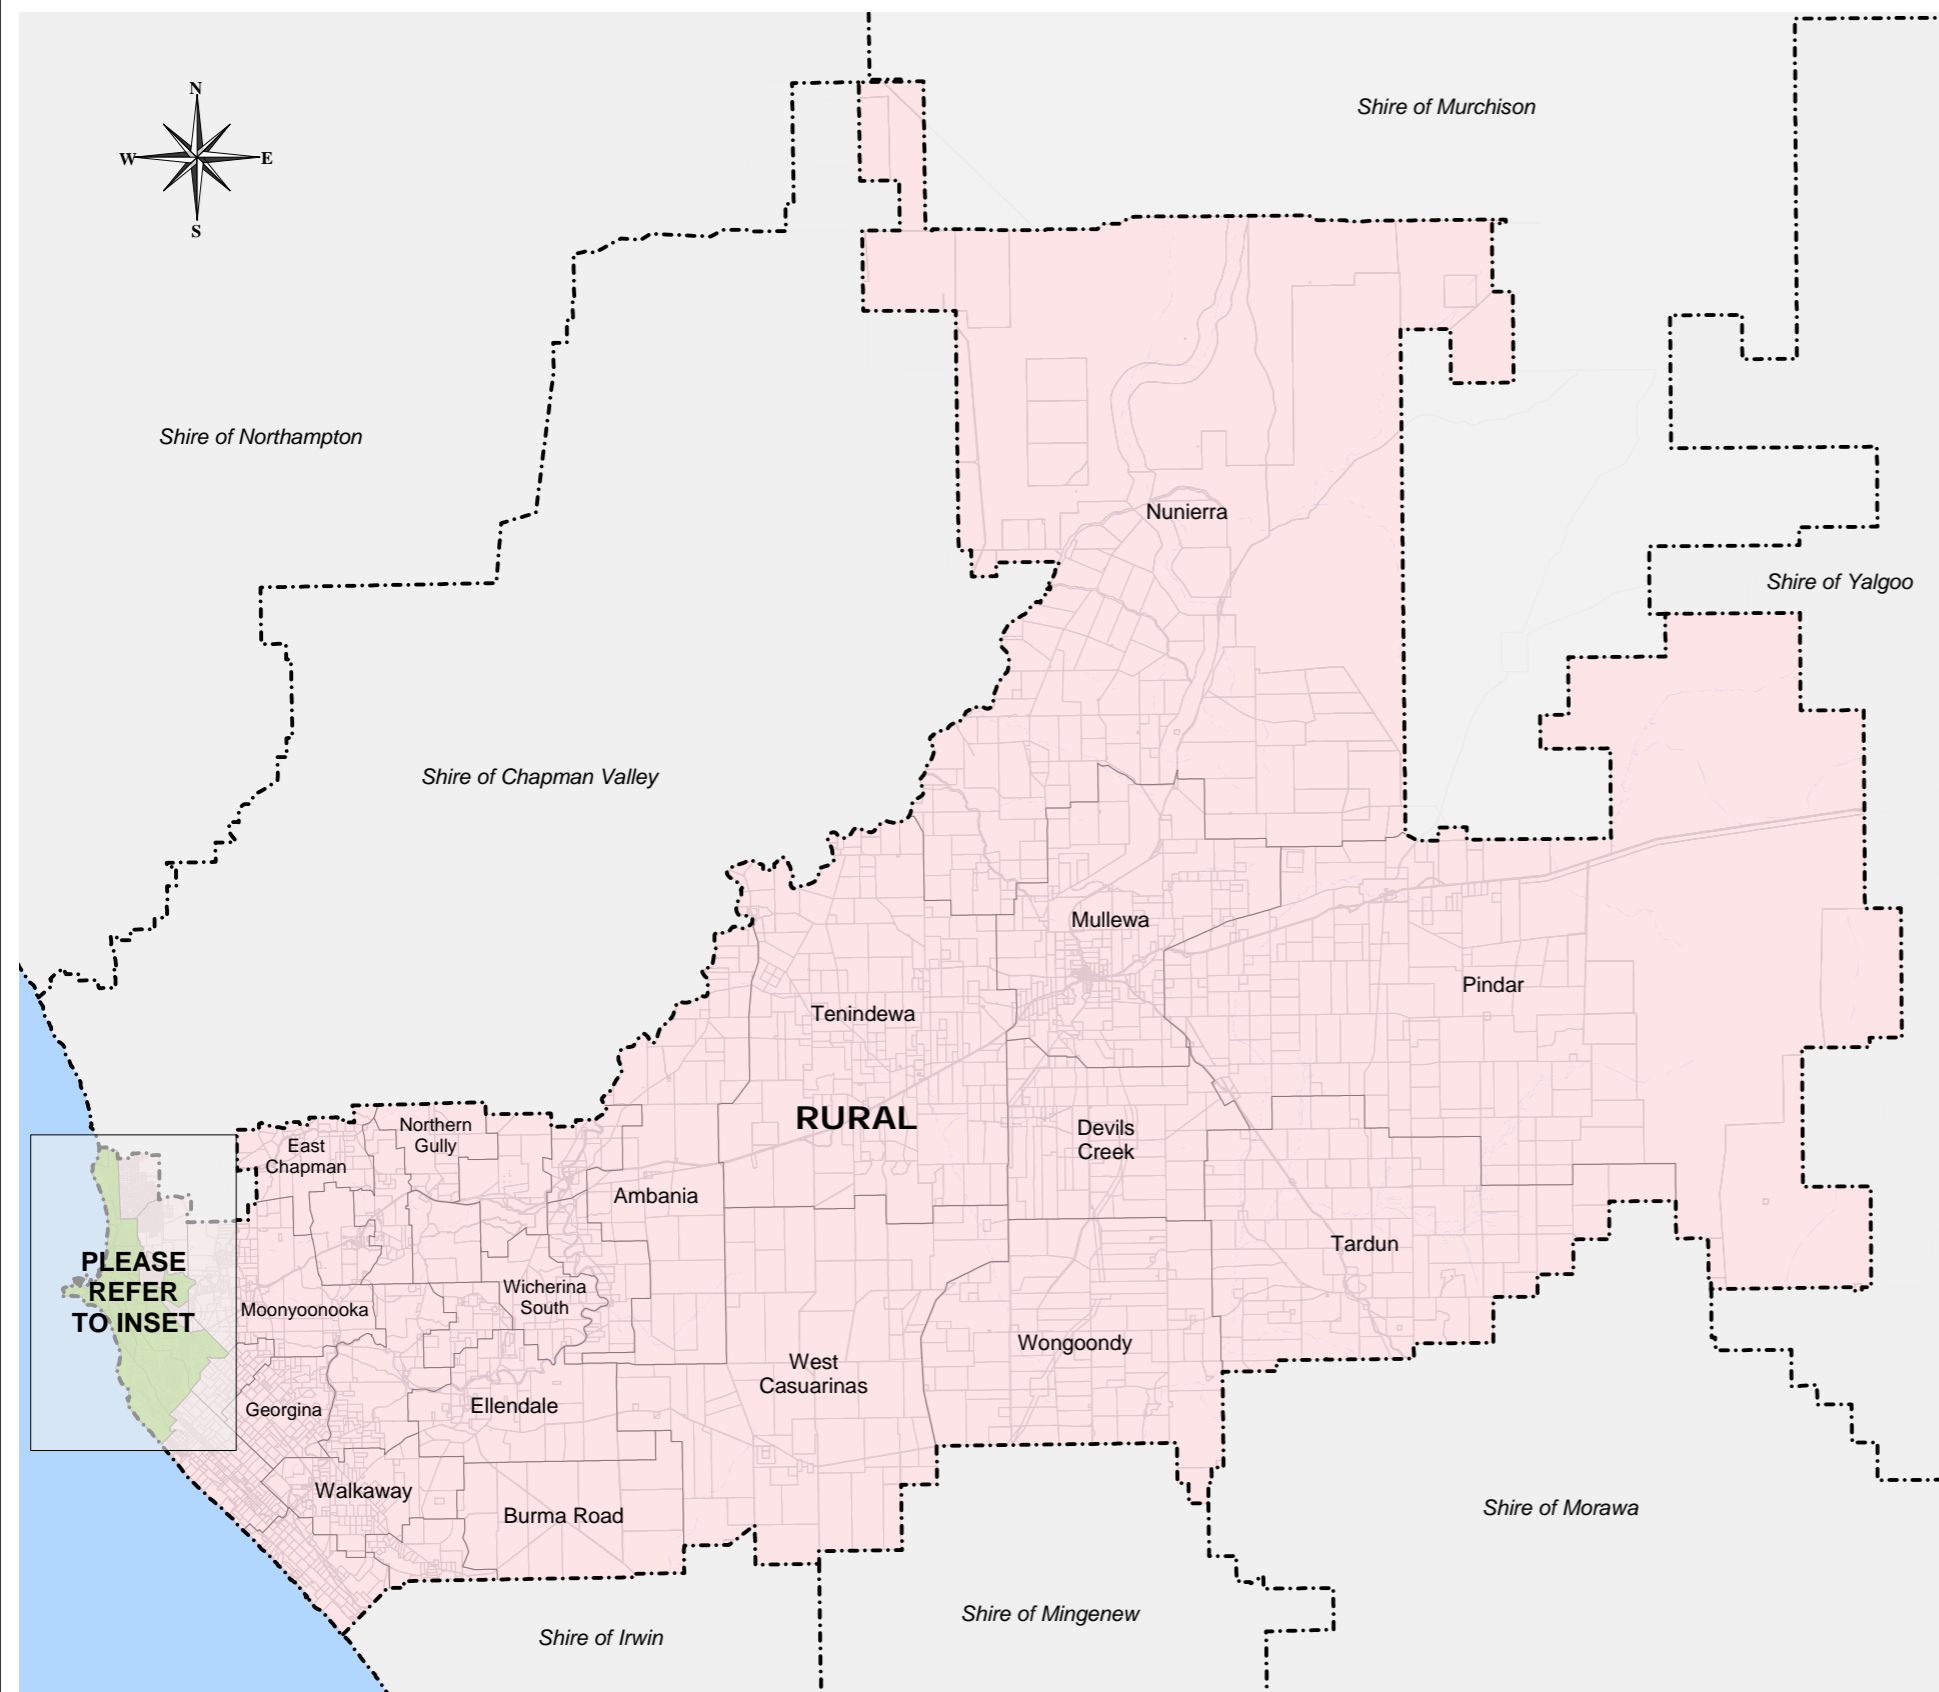 N
W
E
S
Shire of Murchison
Shire of Northampton
Nunierra
Shire of Yalgoo
Shire of Chapman Valley
Mullewa
Pindar
Tenindewa
RURAL
Northern
Gully
East
Chapman
Devils
Creek
Ambania
Tardun
PLEASE
REFER
TO INSET
Wicherina
South
Moonyoonooka
Wongoondy
West
Casuarinas
Georgina
Ellendale
Walkaway
Burma Road
Shire of Morawa
Shire of Mingenew
Shire of Irwin